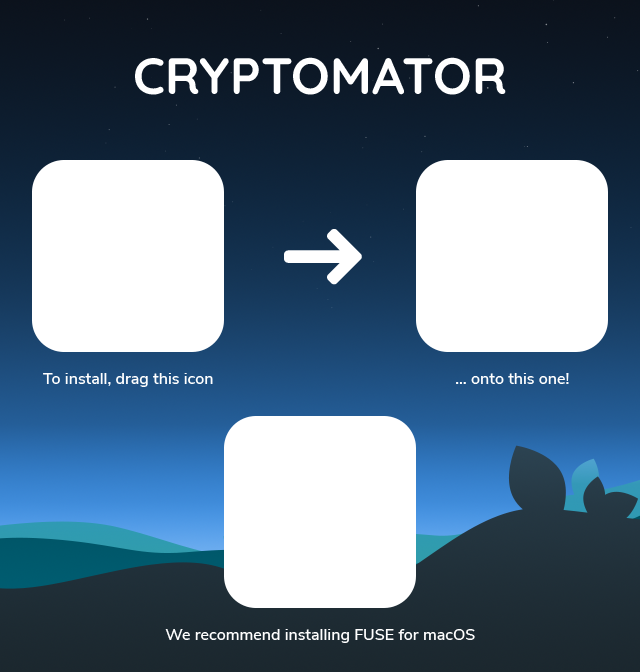 CRYPTOMATOR
To install, drag this icon
... onto this one!
We recommend installing FUSE for macOS